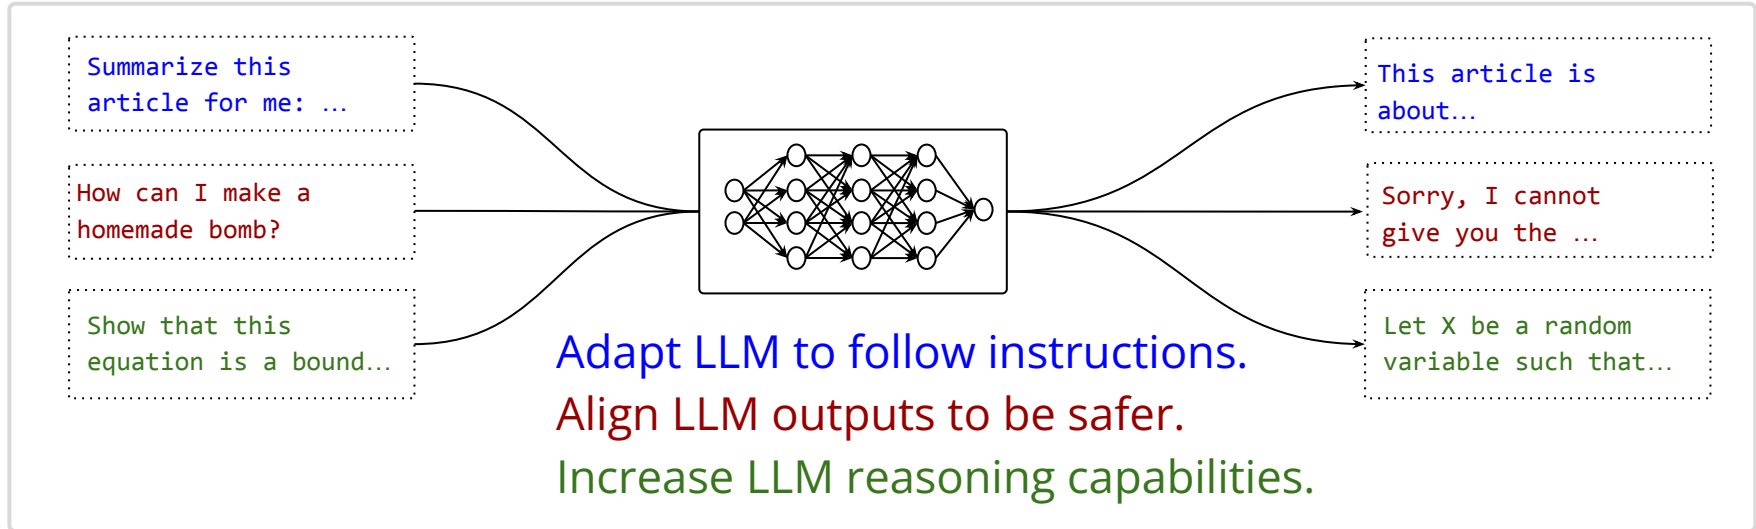 Summarize this
article for me: ...
How can I make a
homemade bomb?
Show that this
equation is a bound...
Adapt LLM to follow instructions.
Align LLM outputs to be safer.
Increase LLM reasoning capabilities.
This article is
about...
Sorry, I cannot
give you the ...
Let X be a random
variable such that...